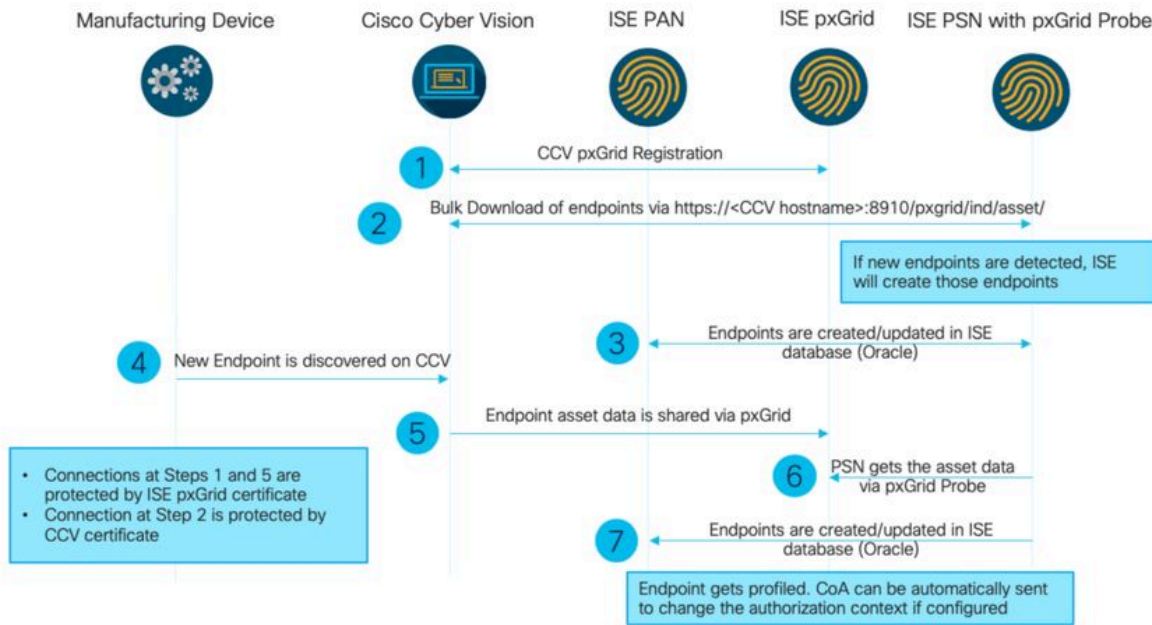 Manufacturing Device
Cisco Cyber Vision
ISE PAN
ISE pxGrid
ISE PSN with pxGrid Probe
1
CCV pxGrid Registration
2
Bulk Download of endpoints via https://<CCV hostname>:8910/pxgrid/ind/asset/
If new endpoints are detected, ISE
will create those endpoints
3
Endpoints are created/updated in ISE
database (Oracle)
4
New Endpoint is discovered on CCV
5
Endpoint asset data is shared via pxGrid
• Connections at Steps 1 and 5 are
protected by ISE pxGrid certificate
• Connection at Step 2 is protected by
CCV certificate
6
PSN gets the asset data
via pxGrid Probe
7
Endpoints are created/updated in ISE
database (Oracle)
Endpoint gets profiled. CoA can be automatically sent
to change the authorization context if configured